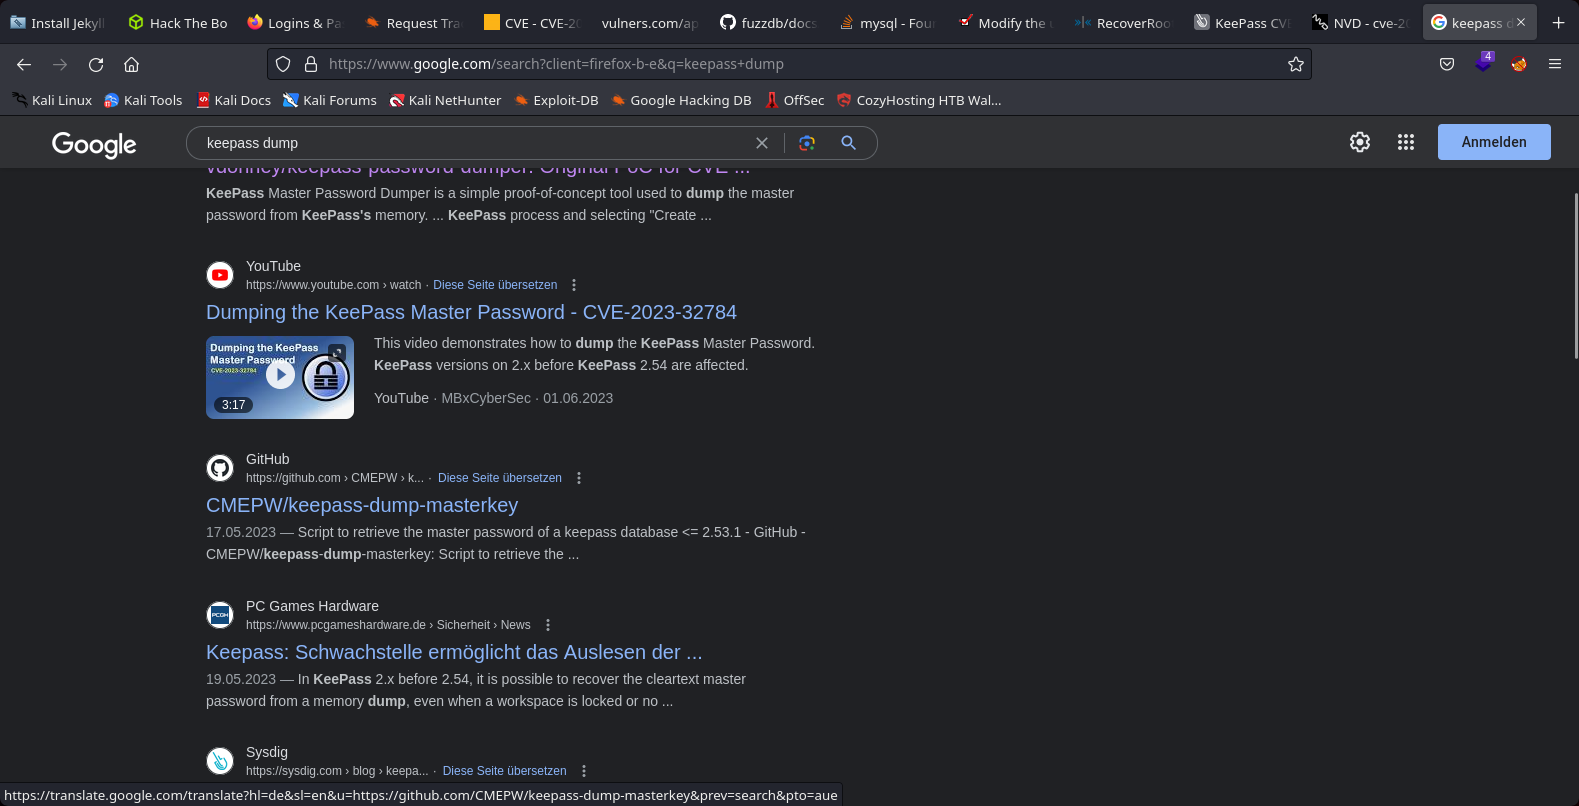 Install Jekyll
Hack The Bo
Logins & Pa
Request Tra
CVE - CVE-20
vulners.com/ap
fuzzdb/docs
mysql - Four
Modify the u
RecoverRoo
KeePass CVE
NVD - cve-20
keepass d
https://www.google.com/search?client=firefox-b-e&q=keepass+dump
4
Kali Linux
Kali Tools
Kali Docs
Kali Forums
Kali NetHunter
Exploit-DB
Google Hacking DB
OffSec
CozyHosting HTB Wal...
Google
keepass dump
Anmelden
vdohney/keepass-password-dumper: Original PoC for CVE ...
KeePass Master Password Dumper is a simple proof-of-concept tool used to dump the master
password from KeePass's memory. ... KeePass process and selecting "Create ...
YouTube
https://www.youtube.com › watch · Diese Seite übersetzen
Dumping the KeePass Master Password - CVE-2023-32784
Dumping the KeePass
Master Password
CVE-2023-32784
3:17
This video demonstrates how to dump the KeePass Master Password.
KeePass versions on 2.x before KeePass 2.54 are affected.
YouTube · MBxCyberSec · 01.06.2023
GitHub
https://github.com › CMEPW › k... · Diese Seite übersetzen
CMEPW/keepass-dump-masterkey
17.05.2023 — Script to retrieve the master password of a keepass database <= 2.53.1 - GitHub -
CMEPW/keepass-dump-masterkey: Script to retrieve the ...
PCGH
PC Games Hardware
https://www.pcgameshardware.de › Sicherheit › News
Keepass: Schwachstelle ermöglicht das Auslesen der ...
19.05.2023 — In KeePass 2.x before 2.54, it is possible to recover the cleartext master
password from a memory dump, even when a workspace is locked or no ...
Sysdig
https://sysdig.com › blog › keepa... · Diese Seite übersetzen
https://translate.google.com/translate?hl=de&sl=en&u=https://github.com/CMEPW/keepass-dump-masterkey&prev=search&pto=aue